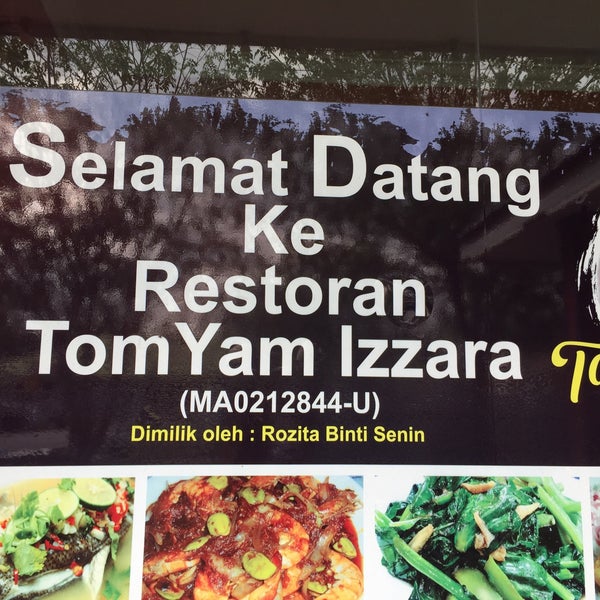 Selamat Datang
Ke
Restoran
TomYam Izzara
(MA0212844-U)
Dimilik oleh : Rozita Binti Senin